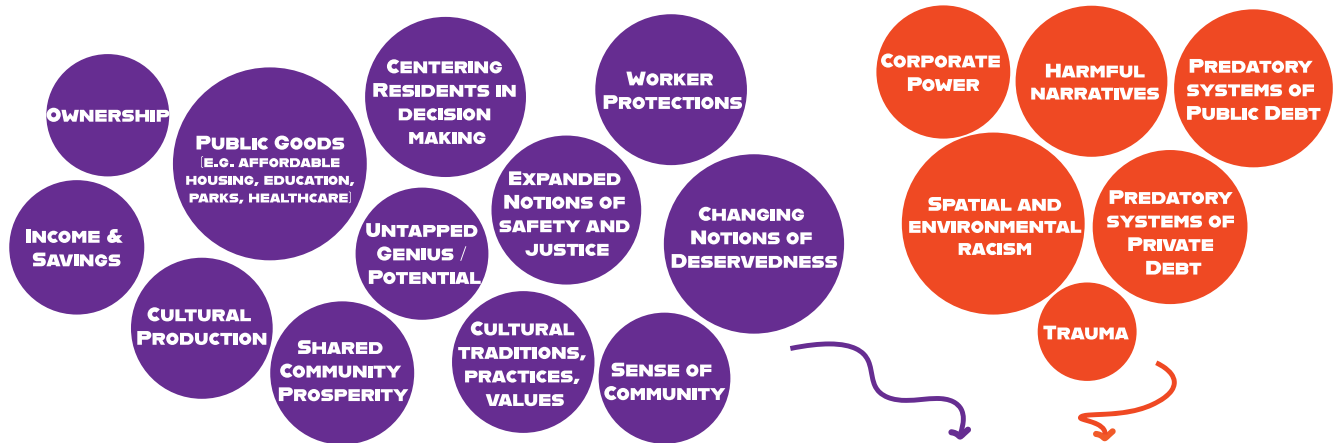 OWNERSHIP
PUBLIC GOODS
(E.G. AFFORDABLE
HOUSING, EDUCATION,
PARKS, HEALTHCARE)
CENTERING
RESIDENTS IN
DECISION
MAKING
WORKER
PROTECTIONS
INCOME &
SAVINGS
UNTAPPED
GENIUS /
POTENTIAL
EXPANDED
NOTIONS OF
SAFETY AND
JUSTICE
CHANGING
NOTIONS OF
DESERVEDNESS
CULTURAL
PRODUCTION
SHARED
COMMUNITY
PROSPERITY
CULTURAL
TRADITIONS,
PRACTICES,
VALUES
SENSE OF
COMMUNITY
CORPORATE
POWER
HARMFUL
NARRATIVES
PREDATORY
SYSTEMS OF
PUBLIC DEBT
SPATIAL AND
ENVIRONMENTAL
RACISM
PREDATORY
SYSTEMS OF
PRIVATE
DEBT
TRAUMA